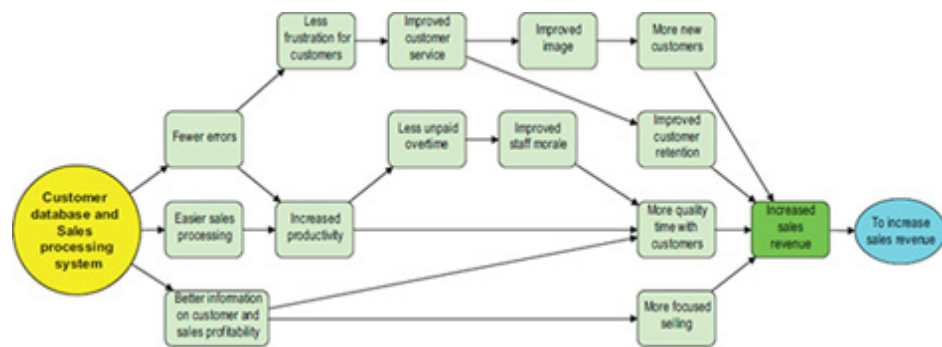 Less
frustration for
customers
Improved
customer
service
Improved
image
More new
customers
Fewer errors
Less unpaid
overtime
Improved
staff morale
Improved
customer
retention
Customer
database and
Sales
processing
system
Easier sales
processing
Increased
productivity
More quality
time with
customers
Increased
sales
revenue
To increase
sales revenue
Better information
on customer and
sales profitability
More focused
selling